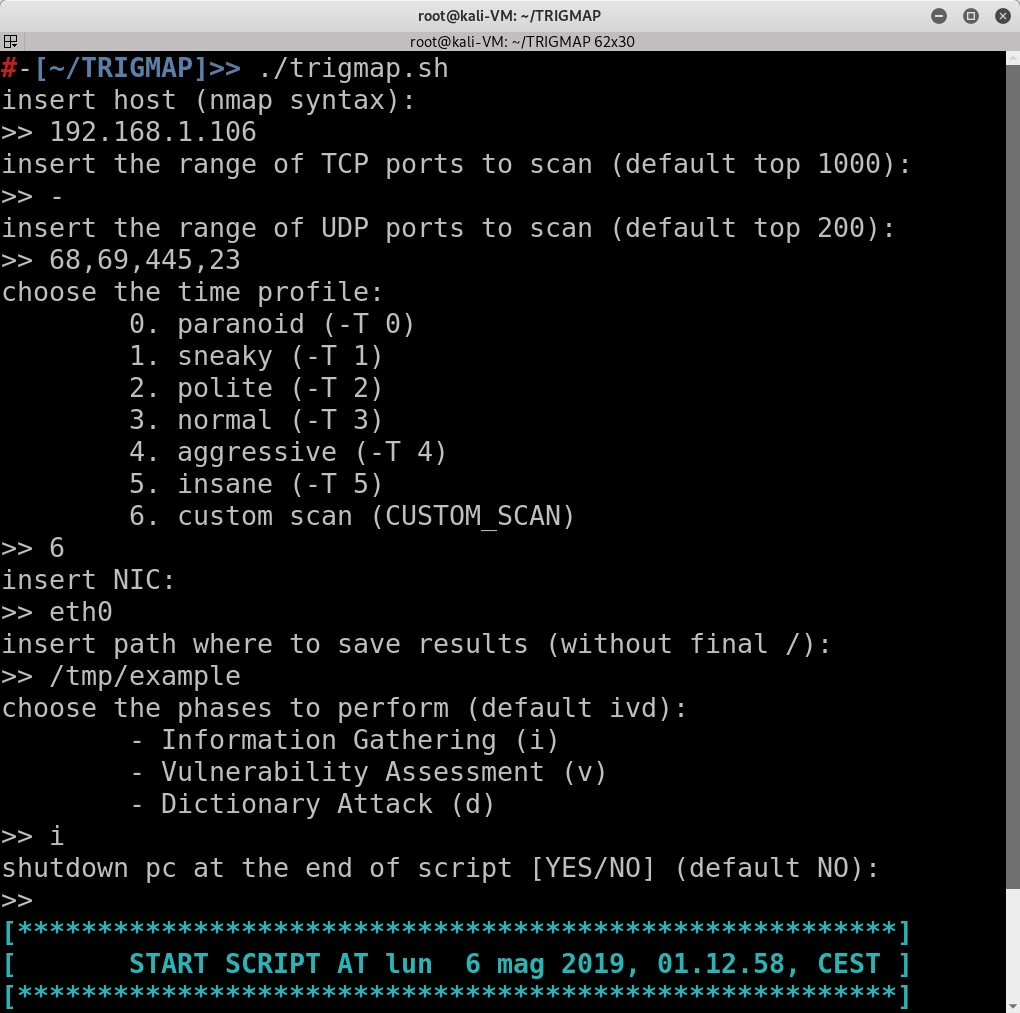 root@kali-VM: ~/TRIGMAP
root@kali-VM: ~/TRIGMAP 62x30
#-[~/TRIGMAP]>> ./trigmap.sh
insert host (nmap syntax):
>> 192.168.1.106
insert the range of TCP ports to scan (default top 1000):
>> -
insert the range of UDP ports to scan (default top 200):
>> 68,69,445,23
choose the time profile:
        0. paranoid (-T 0)
        1. sneaky (-T 1)
        2. polite (-T 2)
        3. normal (-T 3)
        4. aggressive (-T 4)
        5. insane (-T 5)
        6. custom scan (CUSTOM_SCAN)
>> 6
insert NIC:
>> eth0
insert path where to save results (without final /):
>> /tmp/example
choose the phases to perform (default ivd):
        - Information Gathering (i)
        - Vulnerability Assessment (v)
        - Dictionary Attack (d)
>> i
shutdown pc at the end of script [YES/NO] (default NO):
>>
[*******************************************************]
[       START SCRIPT AT lun  6 mag 2019, 01.12.58, CEST ]
[*******************************************************]